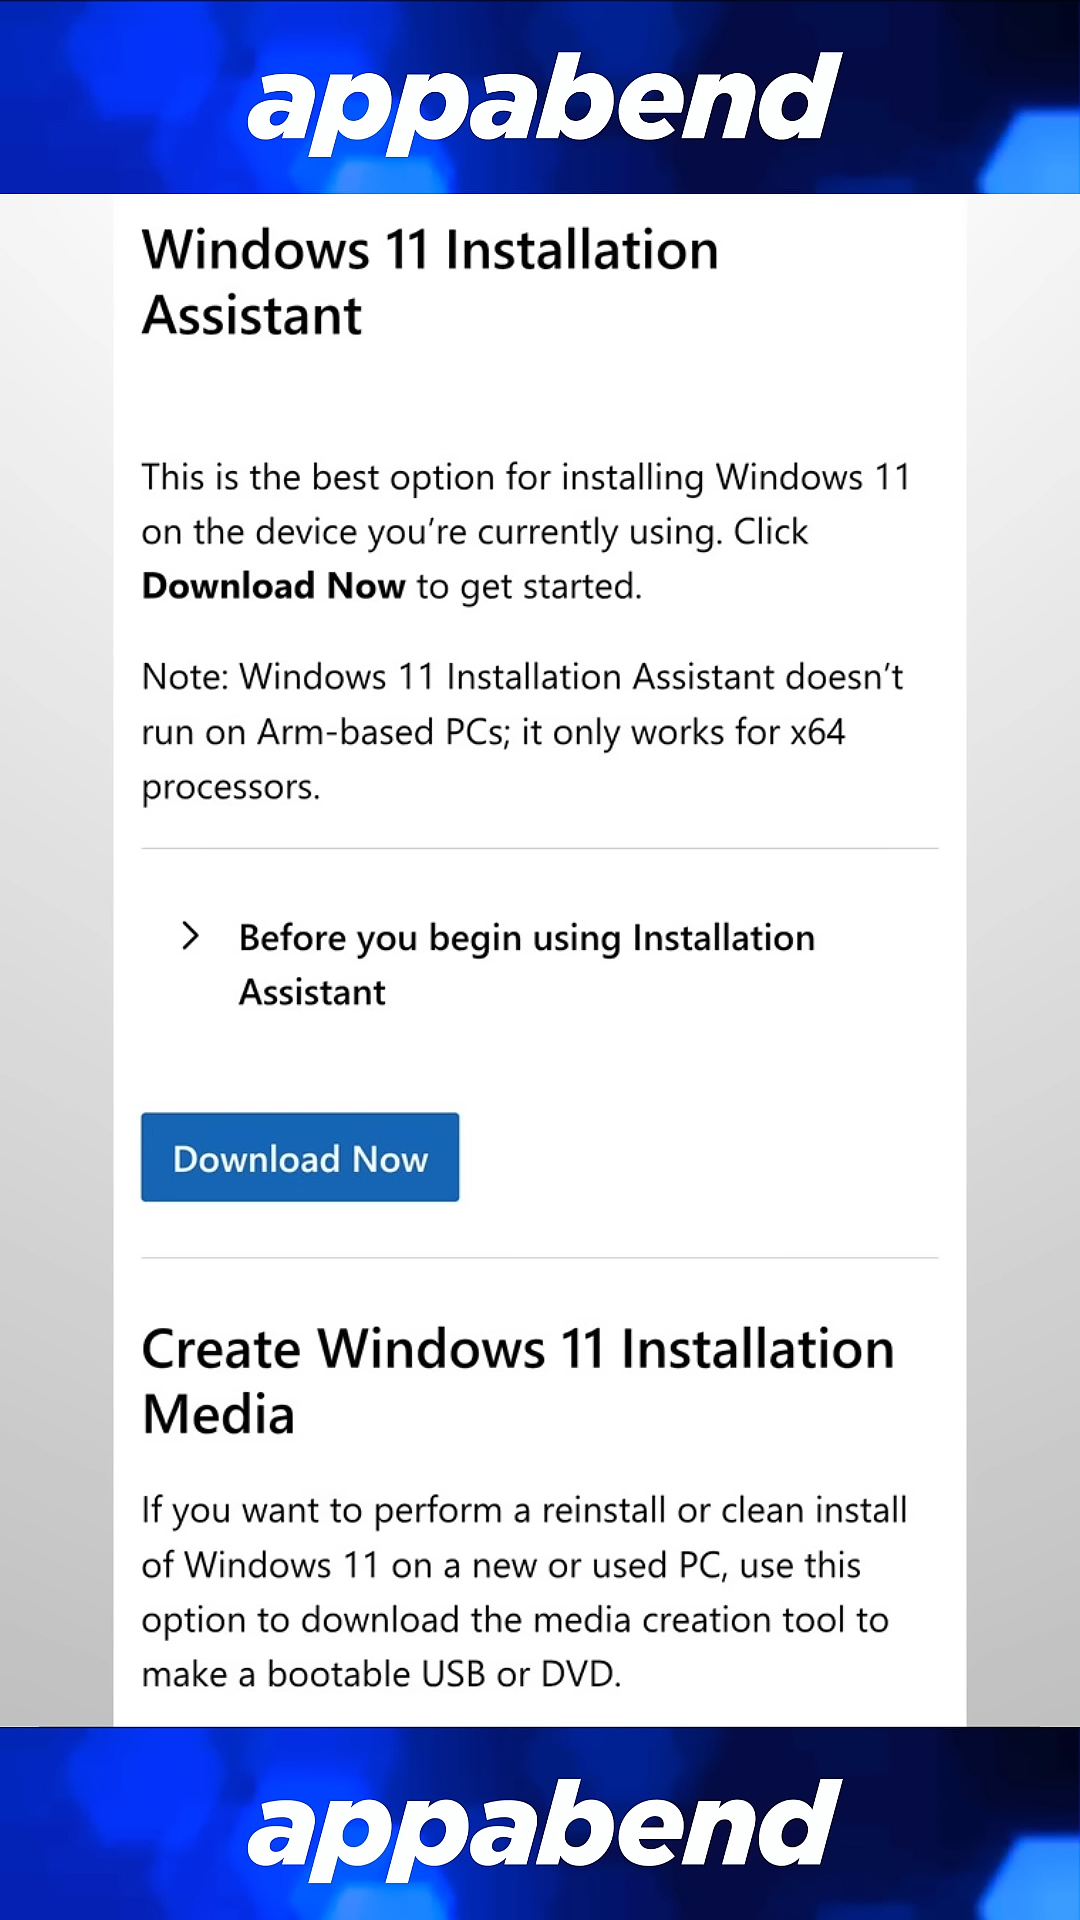 appabend
Windows 11 Installation
Assistant
This is the best option for installing Windows 11
on the device you’re currently using. Click
Download Now to get started.
Note: Windows 11 Installation Assistant doesn’t
run on Arm-based PCs; it only works for x64
processors.
Before you begin using Installation
Assistant
Download Now
Create Windows 11 Installation
Media
If you want to perform a reinstall or clean install
of Windows 11 on a new or used PC, use this
option to download the media creation tool to
make a bootable USB or DVD.
appabend